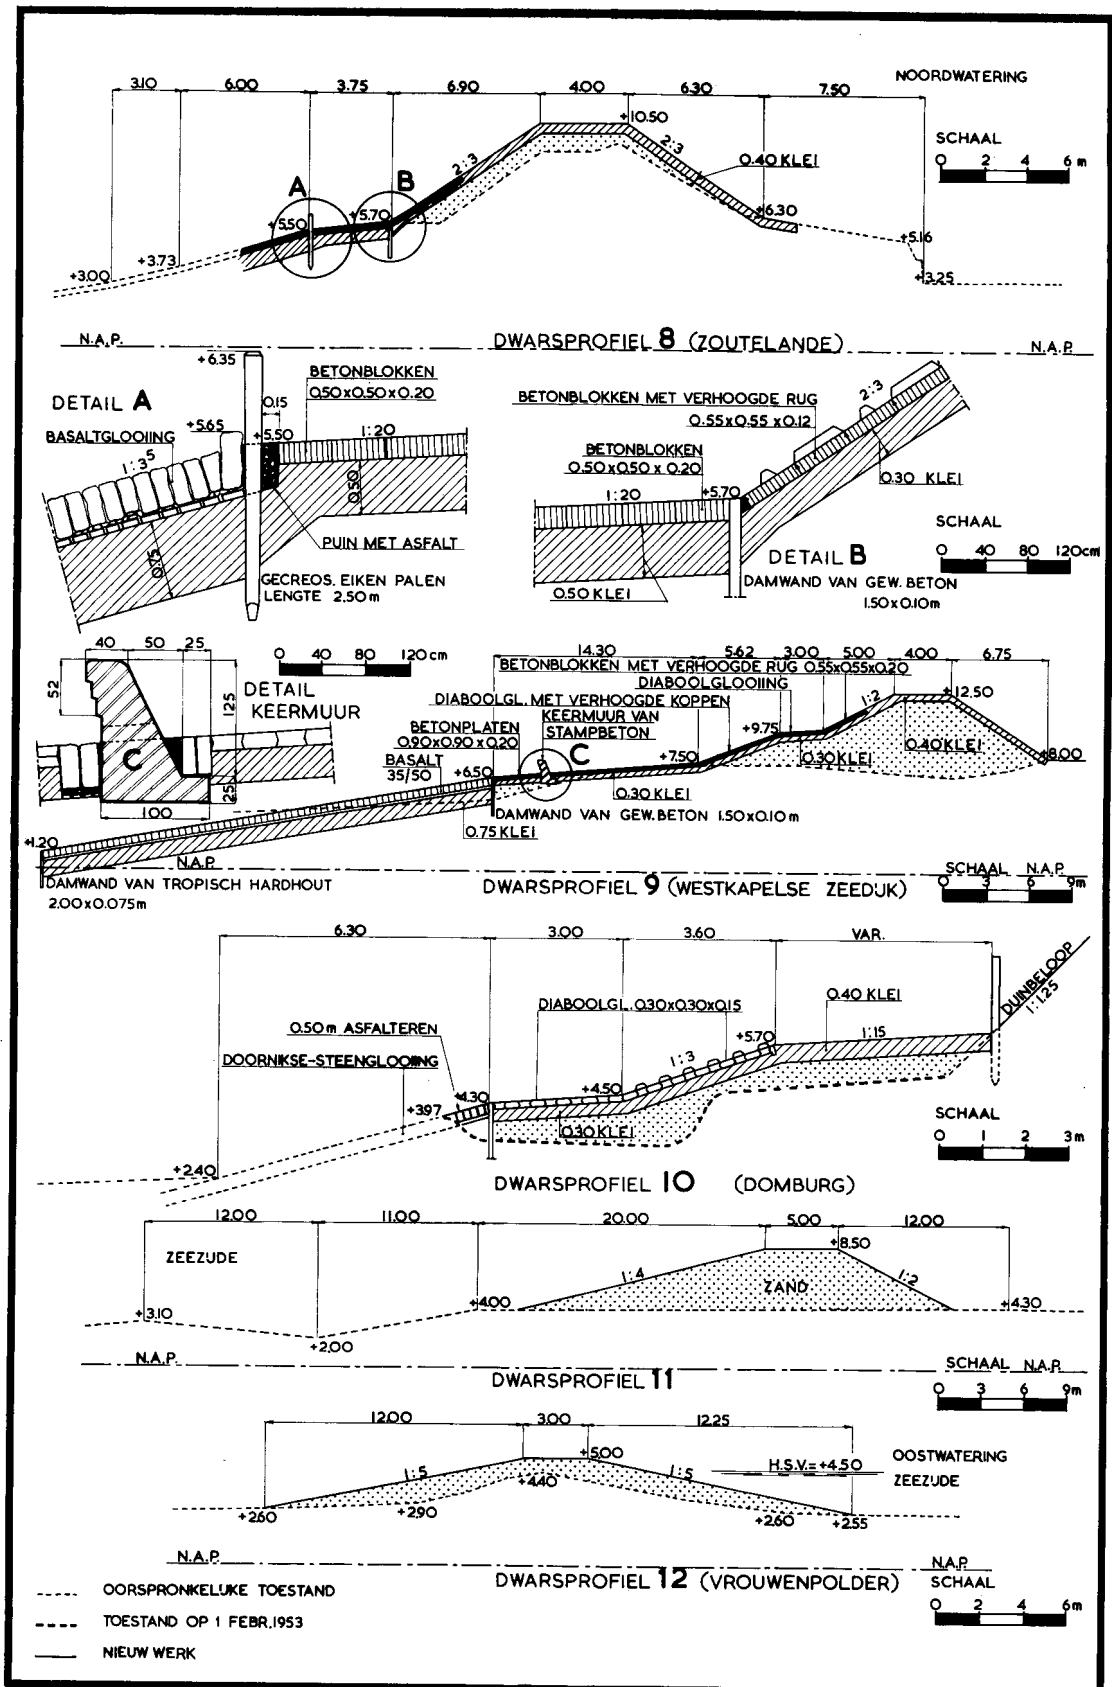 NOORDWATERING
3.10 6.00 3.75 6.90 4.00 6.30 7.50
SCHAAL
0 2 4 6 m
+10.50
2:3
2:3
0.40 KLEI
A
B
+5.50
+5.70
+6.30
+5.16
+3.73
+3.00
+3.25
N.A.P.
DWARSPROFIEL 8 (ZOUTELANDE)
N.A.P.
+6.35
DETAIL A
BETONBLOKKEN
0.50x0.50x0.20
0.15
+5.65
+5.50
BASALTGLOOIING
1:35
1:20
0.50
0.75
PUIN MET ASFALT
GECREOS. EIKEN PALEN
LENGTE 2.50 m
BETONBLOKKEN MET VERHOOGDE RUG
0.55x0.55x0.12
2:3
BETONBLOKKEN
0.50x0.50x0.20
1:20
+5.70
0.30 KLEI
DETAIL B
0.50 KLEI
DAMWAND VAN GEW. BETON
1.50x0.10m
SCHAAL
0 40 80 120cm
40 50 25
0 40 80 120cm
52
125
DETAIL
KEERMUUR
C
25
100
14.30 5.62 3.00 5.00 4.00 6.75
BETONBLOKKEN MET VERHOOGDE RUG 0.55x0.55x0.20
DIABOOLGLOOIING
DIABOOLGL. MET VERHOOGDE KOPPEN
1:2
+12.50
BETONPLATEN
0.90x0.90x0.20
KEERMUUR VAN
STAMPBETON
C
+9.75
BASALT
35/50
+6.50
+7.50
0.30 KLEI
0.40 KLEI
+8.00
0.30 KLEI
DAMWAND VAN GEW. BETON 1.50x0.10m
0.75 KLEI
+1.20
N.A.P.
DAMWAND VAN TROPISCH HARDHOUT
2.00x0.075m
DWARSPROFIEL 9 (WESTKAPELSE ZEEDIJK)
SCHAAL N.A.P.
0 3 6 9m
6.30 3.00 3.60 VAR.
DUINBELOOP
1:1.25
0.40 KLEI
DIABOOLGL. 0.30x0.30x0.15
0.50 m ASFALTEREN
DOORNIKSE-STEENGLOOIING
+5.70
1:15
1:3
+4.30
+4.50
+3.97
0.30 KLEI
+2.40
SCHAAL
0 1 2 3m
DWARSPROFIEL 10 (DOMBURG)
12.00 11.00 20.00 5.00 12.00
ZEEZIJDE
+8.50
1:4
1:2
ZAND
+3.10
+4.00
+4.30
+2.00
N.A.P.
DWARSPROFIEL 11
SCHAAL N.A.P.
0 3 6 9m
12.00 3.00 12.25
+5.00
OOSTWATERING
H.S.V.=+4.50
ZEEZIJDE
1:5
1:5
+4.40
+2.60
+2.90
+2.60
+2.55
N.A.P.
N.A.P.
DWARSPROFIEL 12 (VROUWENPOLDER)
SCHAAL
0 2 4 6m
OORSPRONKELIJKE TOESTAND
TOESTAND OP 1 FEBR. 1953
NIEUW WERK